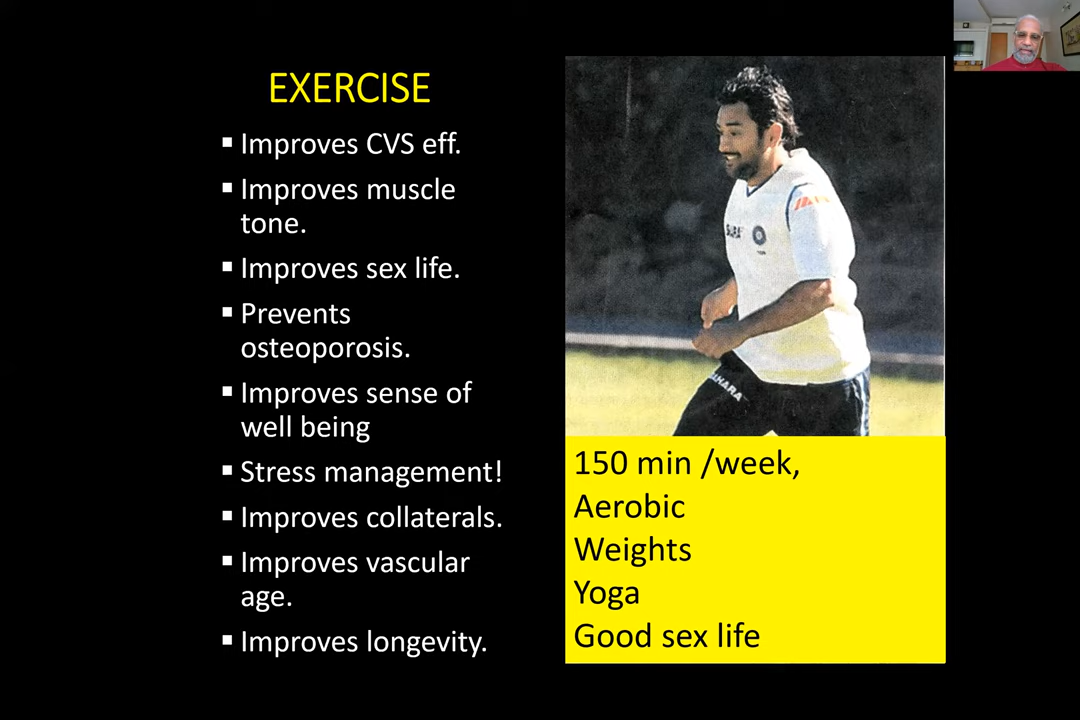 EXERCISE
▪ Improves CVS eff.
▪ Improves muscle
tone.
▪ Improves sex life.
▪ Prevents
osteoporosis.
▪ Improves sense of
well being
▪ Stress management!
▪ Improves collaterals.
▪ Improves vascular
age.
▪ Improves longevity.
AHARA
150 min /week,
Aerobic
Weights
Yoga
Good sex life